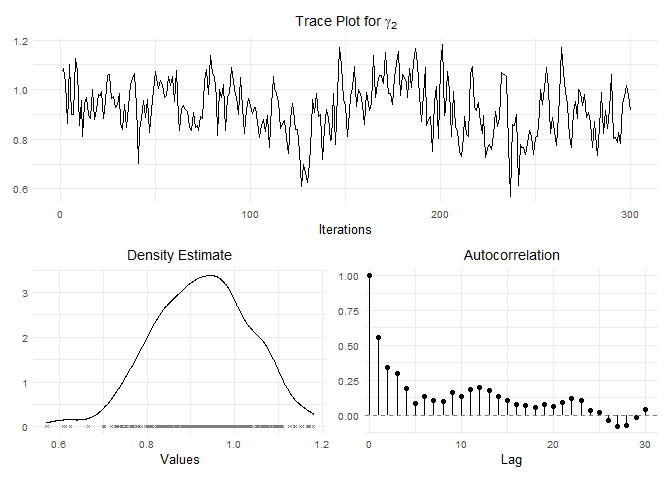 Trace Plot for γ₂
1.2
1.0
0.8
0.6
0 100 200 300
Iterations
Density Estimate
3
2
1
0
0.6 0.8 1.0 1.2
Values
Autocorrelation
1.00
0.75
0.50
0.25
0.00
0 10 20 30
Lag